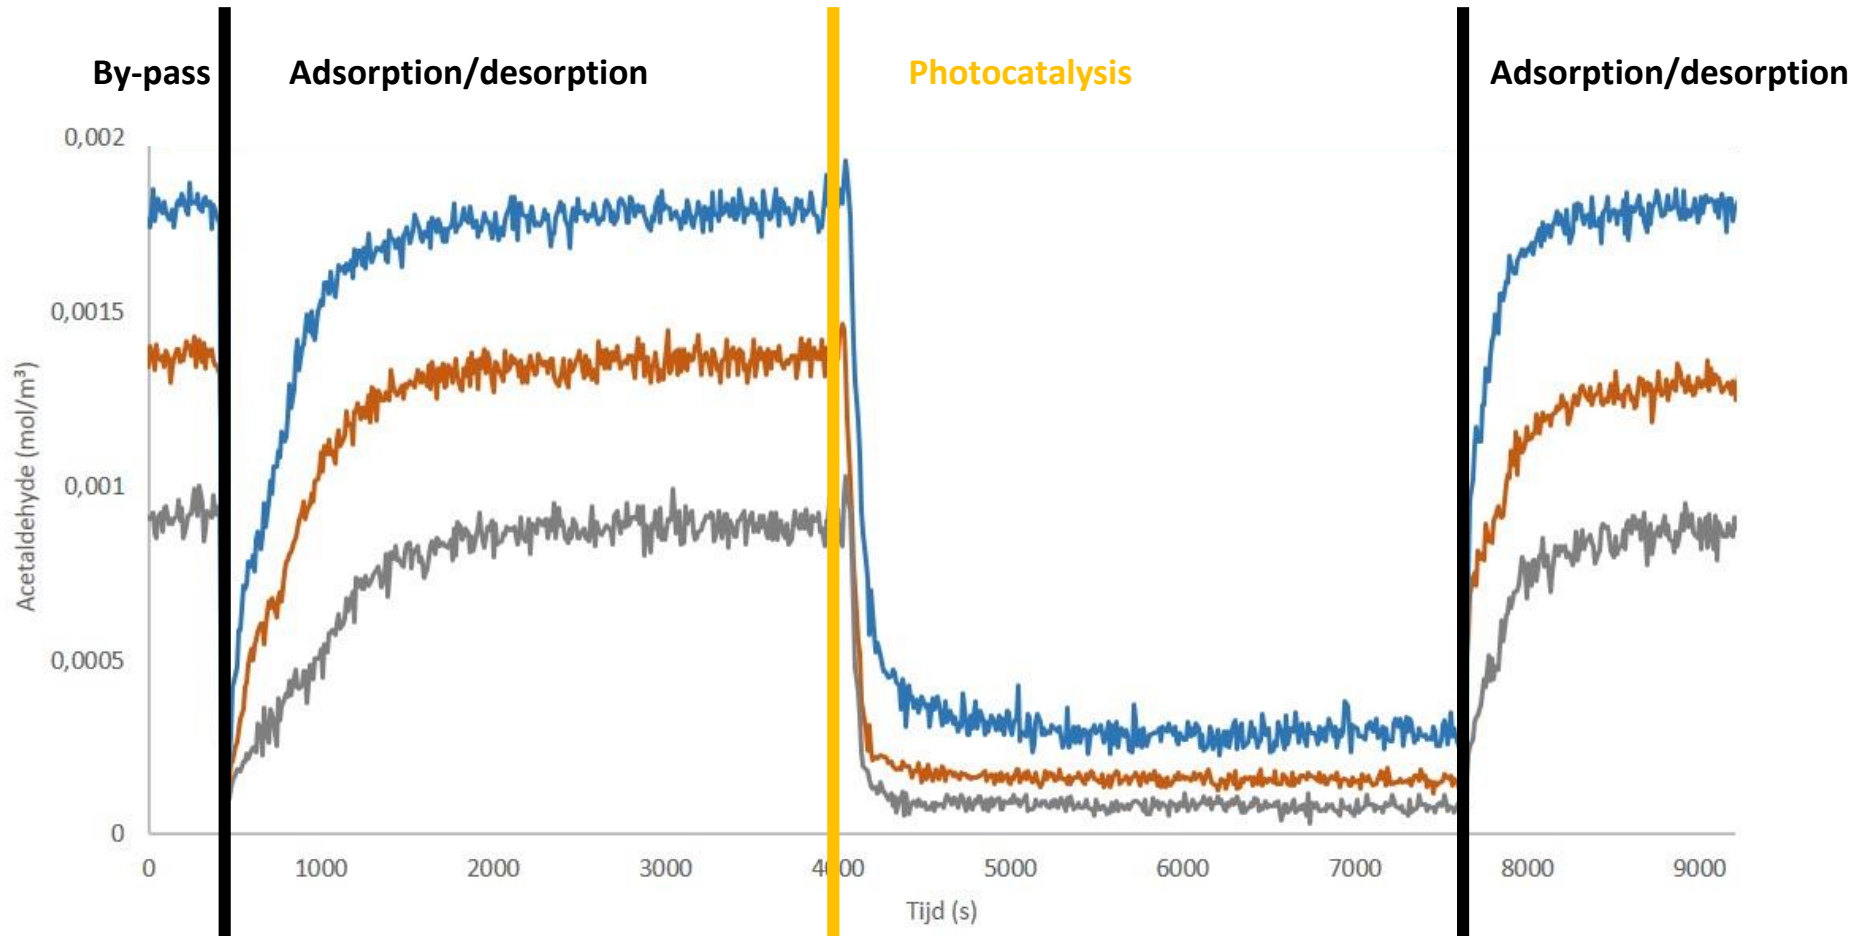 By-pass
Adsorption/desorption
Photocatalysis
Adsorption/desorption
0,002
0,0015
0,001
0,0005
0
Acetaldehyde (mol/m³)
0 1000 2000 3000 4000 5000 6000 7000 8000 9000
Tijd (s)